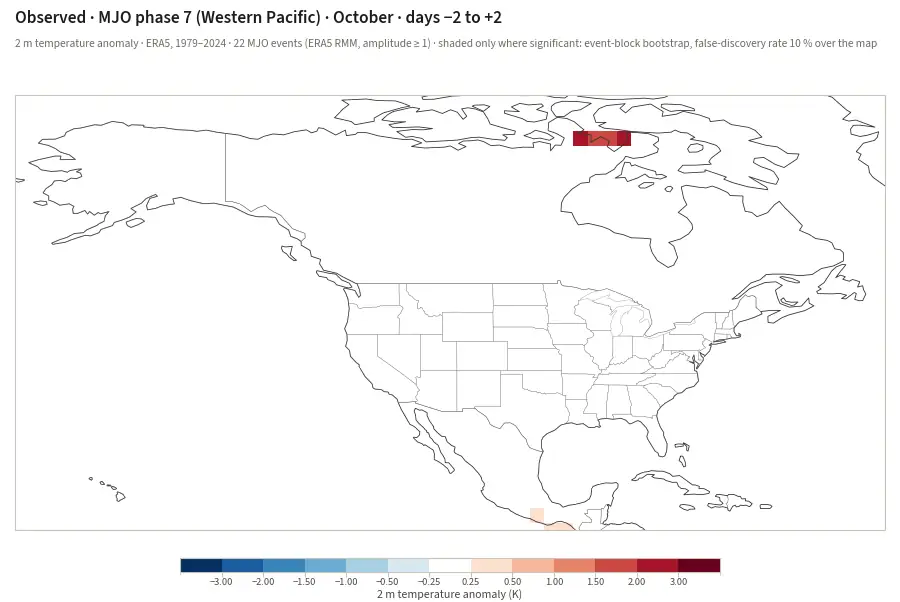 Observed · MJO phase 7 (Western Pacific) · October · days −2 to +2
2 m temperature anomaly · ERA5, 1979–2024 · 22 MJO events (ERA5 RMM, amplitude ≥ 1) · shaded only where significant: event-block bootstrap, false-discovery rate 10 % over the map
−3.00 −2.00 −1.50 −1.00 −0.50 −0.25 0.25 0.50 1.00 1.50 2.00 3.00
2 m temperature anomaly (K)